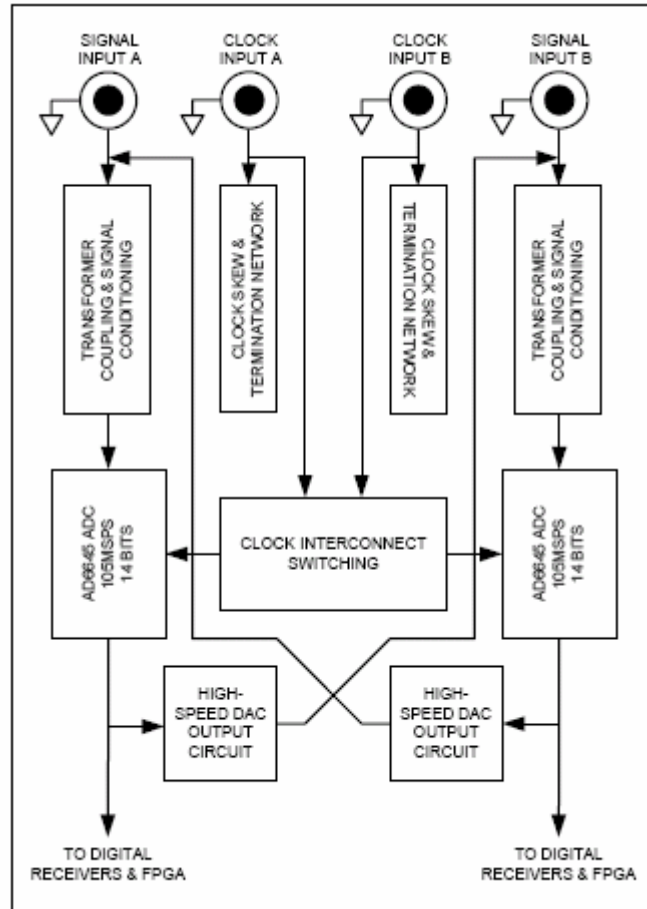 SIGNAL
INPUT A
CLOCK
INPUT A
CLOCK
INPUT B
SIGNAL
INPUT B
TRANSFORMER
COUPLING & SIGNAL
CONDITIONING
CLOCK SKEW &
TERMINATION NETWORK
CLOCK SKEW &
TERMINATION NETWORK
TRANSFORMER
COUPLING & SIGNAL
CONDITIONING
AD6645 ADC
105MSPS
14 BITS
CLOCK INTERCONNECT
SWITCHING
AD6645 ADC
105MSPS
14 BITS
HIGH-
SPEED DAC
OUTPUT
CIRCUIT
HIGH-
SPEED DAC
OUTPUT
CIRCUIT
TO DIGITAL
RECEIVERS & FPGA
TO DIGITAL
RECEIVERS & FPGA